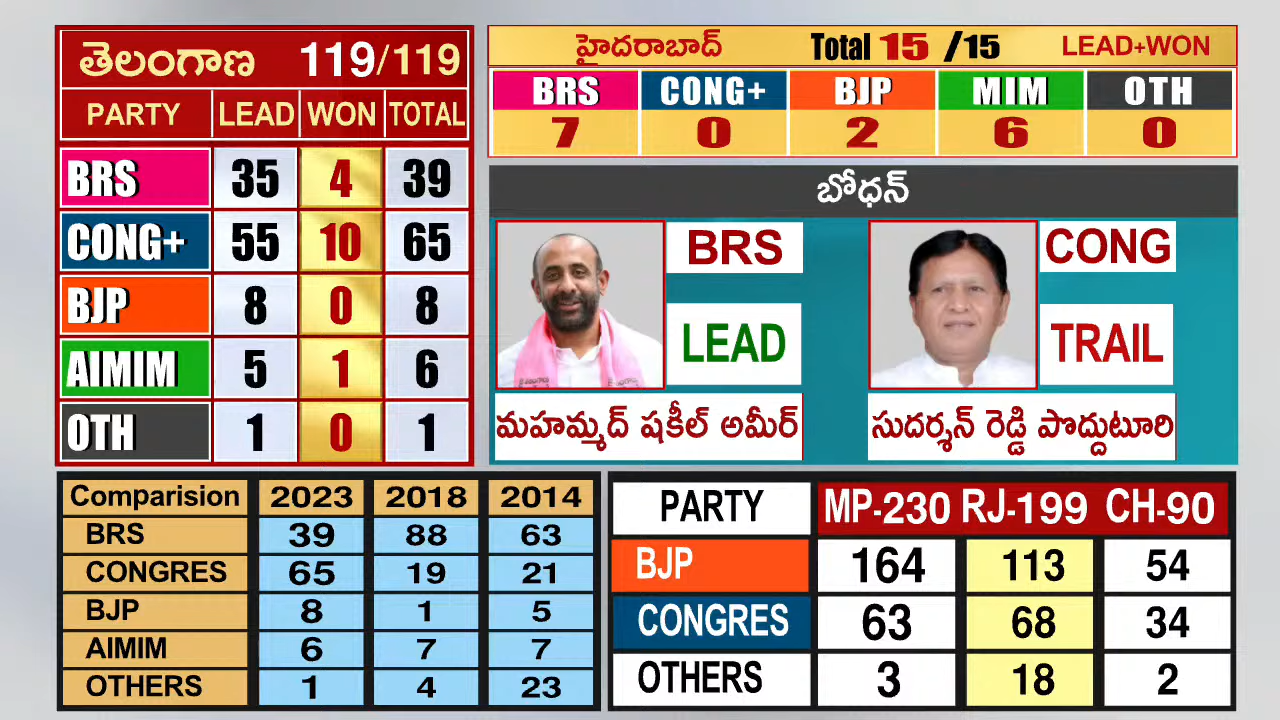 తెలంగాణ 119/119
PARTY LEAD WON TOTAL
BRS 35 4 39
CONG+ 55 10 65
BJP 8 0 8
AIMIM 5 1 6
OTH 1 0 1
హైదరాబాద్ Total 15 /15 LEAD+WON
BRS CONG+ BJP MIM OTH
7 0 2 6 0
బోధన్
BRS
LEAD
మహమ్మద్ షకీల్ అమీర్
CONG
TRAIL
సుదర్శన్ రెడ్డి పొద్దుటూరి
Comparision 2023 2018 2014
BRS 39 88 63
CONGRES 65 19 21
BJP 8 1 5
AIMIM 6 7 7
OTHERS 1 4 23
PARTY MP-230 RJ-199 CH-90
BJP 164 113 54
CONGRES 63 68 34
OTHERS 3 18 2